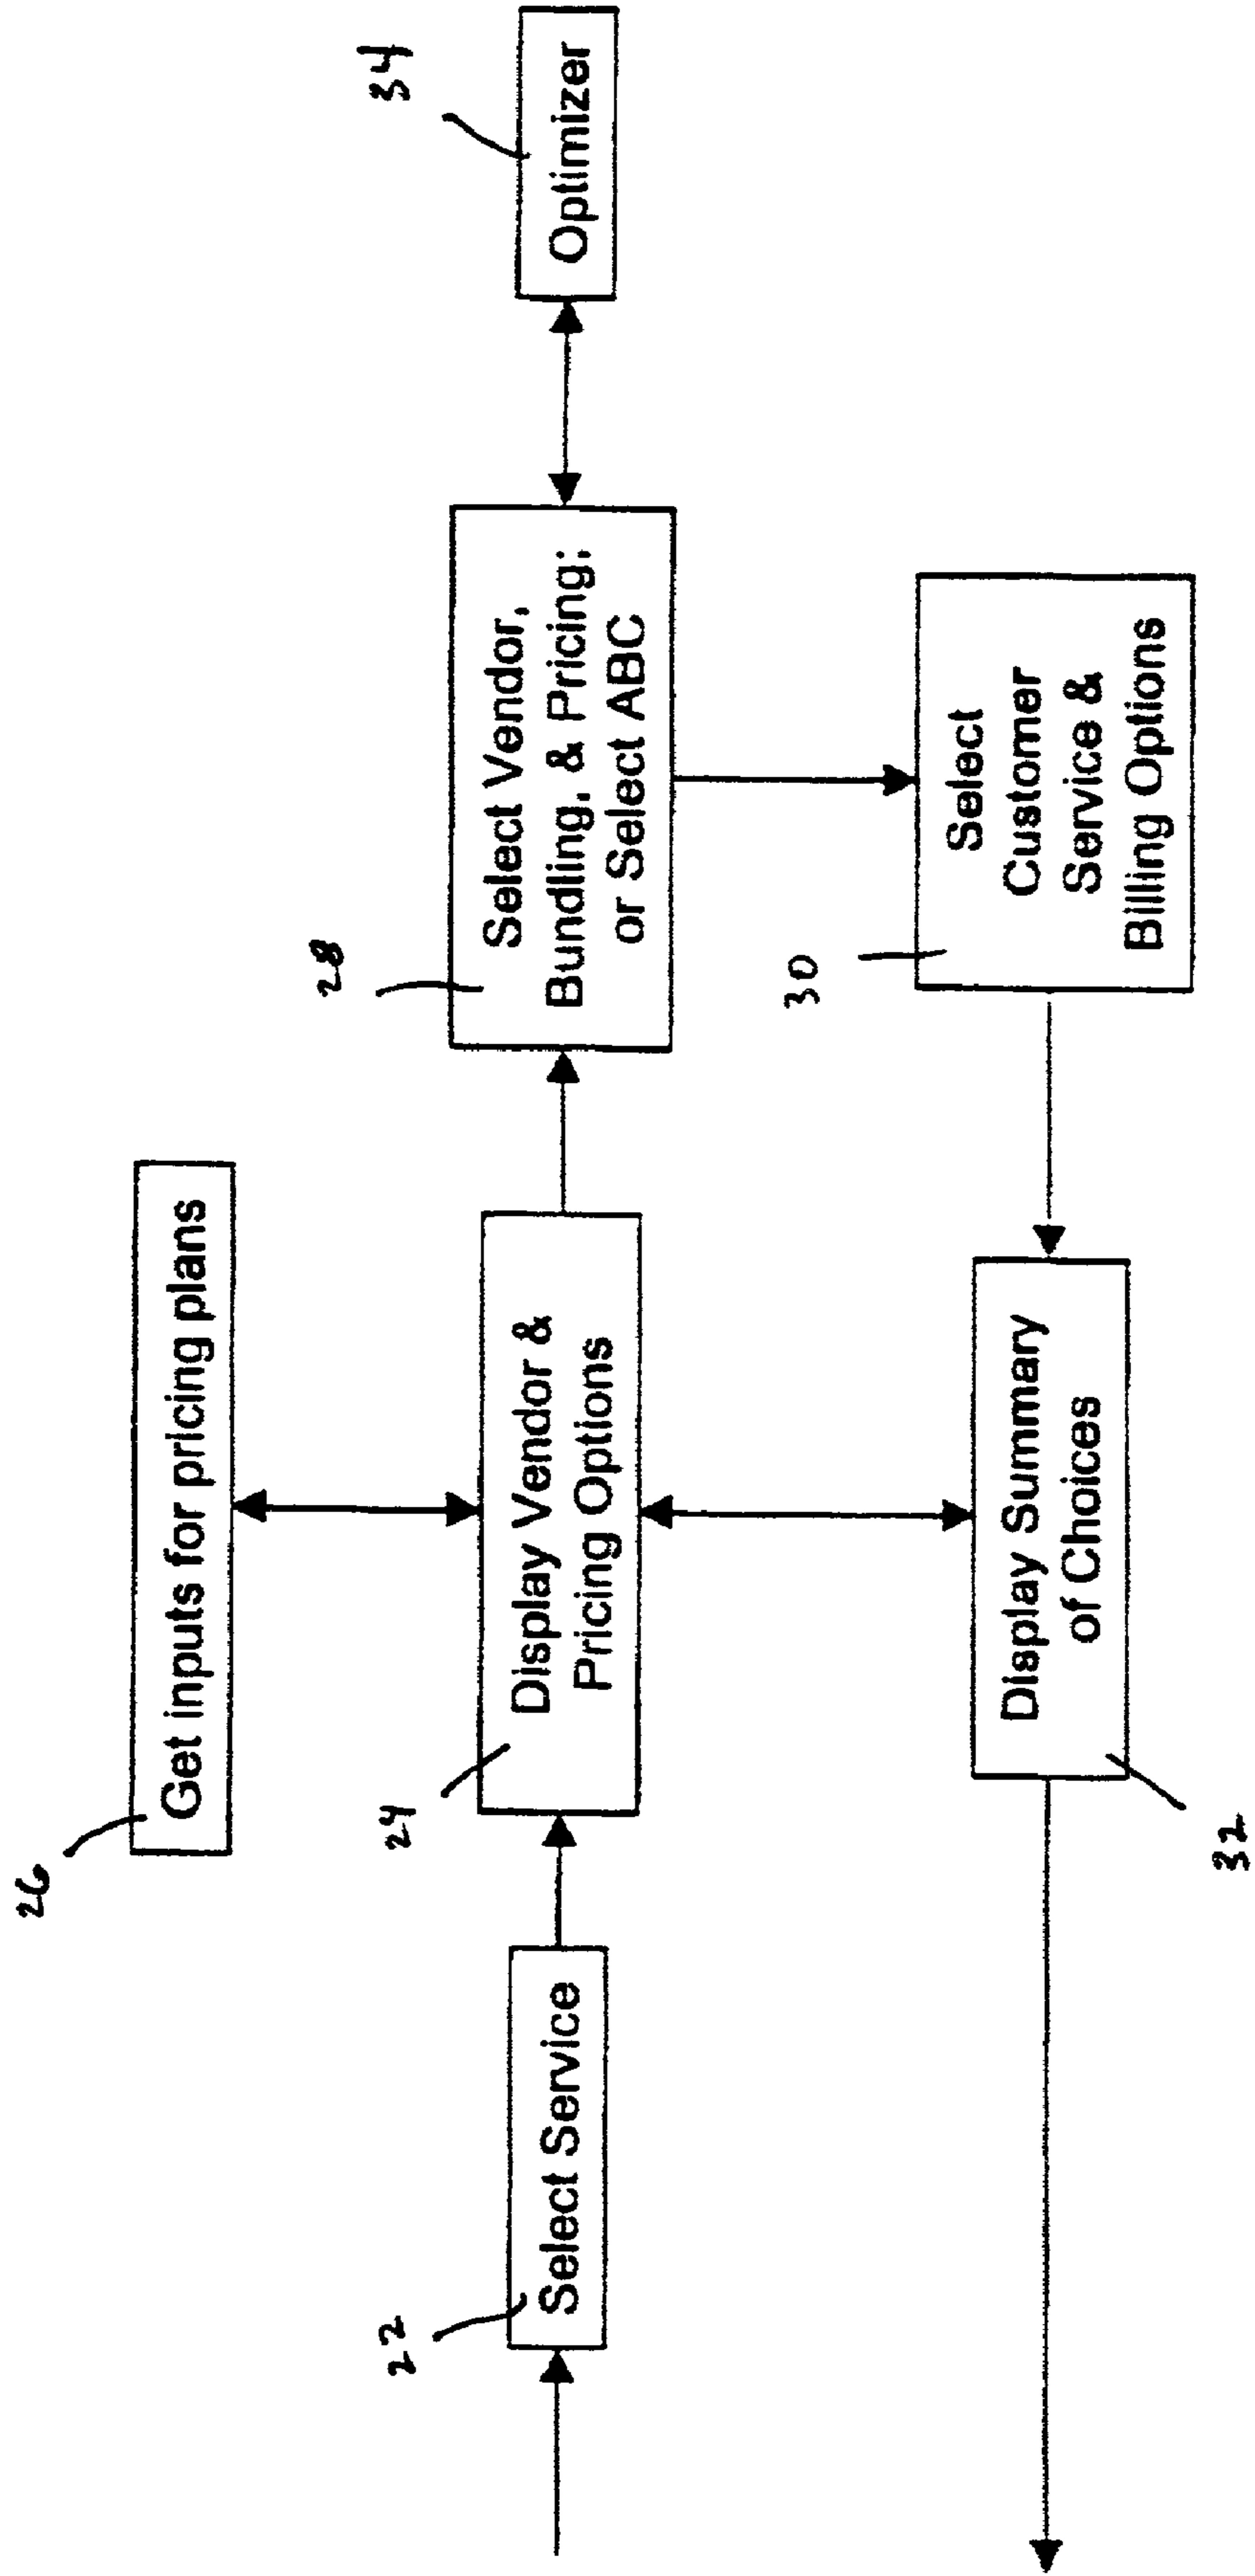 26
Get inputs for pricing plans
22
Select Service
24
Display Vendor &
Pricing Options
28
Select Vendor,
Bundling, & Pricing;
or Select ABC
34
Optimizer
32
Display Summary
of Choices
30
Select
Customer
Service &
Billing Options